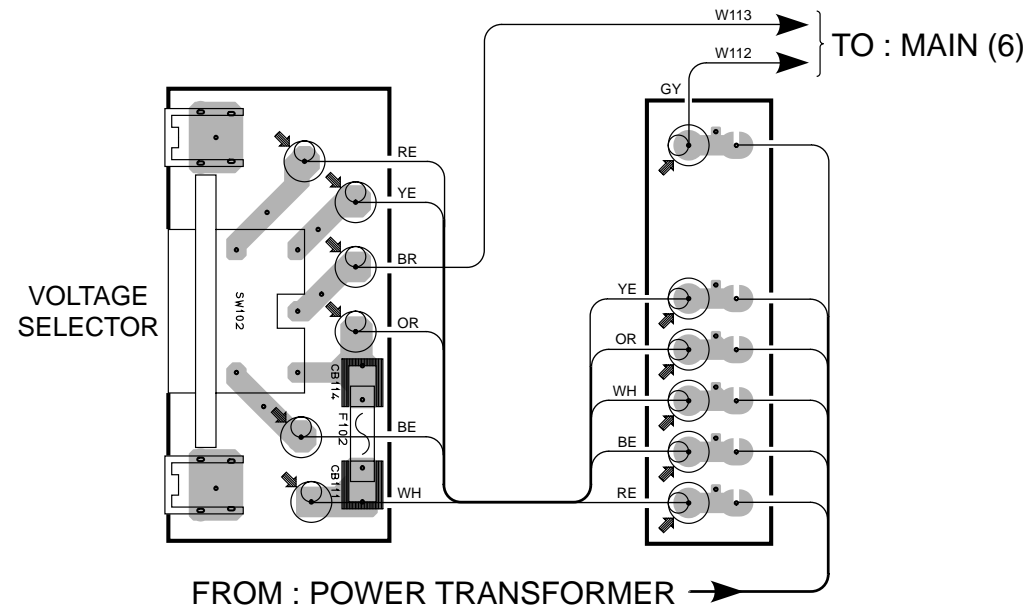 W113
TO : MAIN (6)
W112
GY
RE
YE
BR
OR
BE
WH
VOLTAGE
SELECTOR
SW102
CB114
F102
YE
OR
WH
BE
RE
FROM : POWER TRANSFORMER